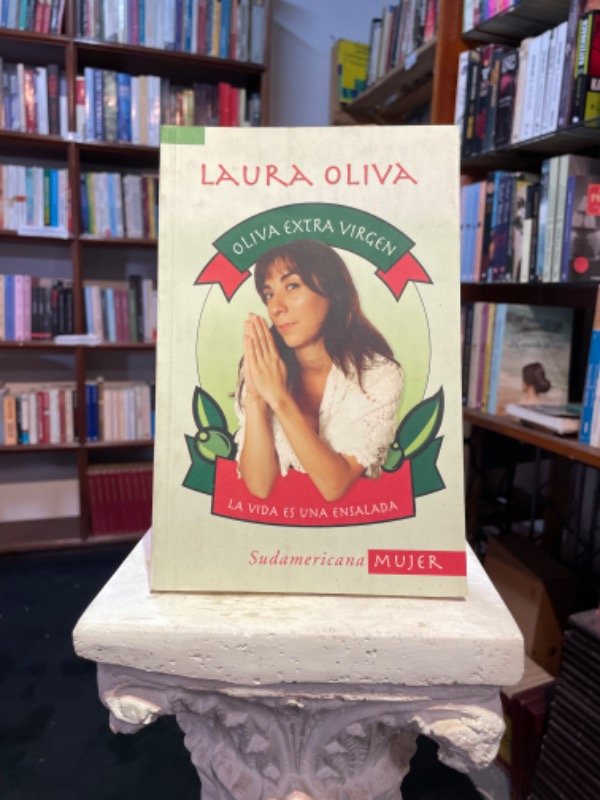 LAURA OLIVA
OLIVA EXTRA VIRGEN
LA VIDA ES UNA ENSALADA
Sudamericana MUJER